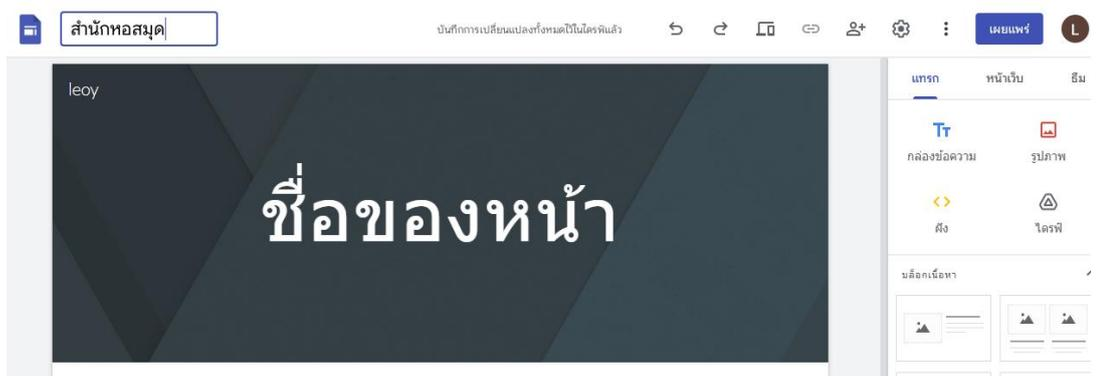 สำนักหอสมุด
บันทึกการเปลี่ยนแปลงทั้งหมดไว้ในไดรฟ์แล้ว
เผยแพร่
L
leoy
ชื่อของหน้า
แทรก หน้าเว็บ ธีม
Tт
กล่องข้อความ รูปภาพ
ฝัง ไดรฟ์
บล็อกเนื้อหา